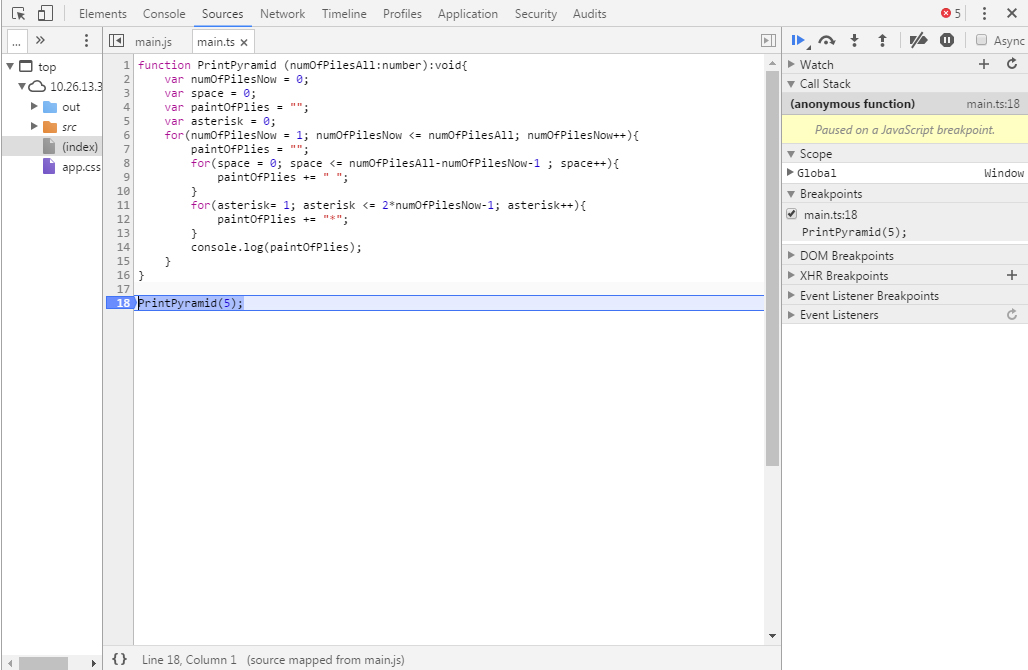 Elements Console Sources Network Timeline Profiles Application Security Audits 5
... » main.js main.ts × Async
top
10.26.13.3
out
src
(index)
app.css
1 function PrintPyramid (numOfPilesAll:number):void{
2 var numOfPilesNow = 0;
3 var space = 0;
4 var paintOfPlies = "";
5 var asterisk = 0;
6 for(numOfPilesNow = 1; numOfPilesNow <= numOfPilesAll; numOfPilesNow++){
7 paintOfPlies = "";
8 for(space = 0; space <= numOfPilesAll-numOfPilesNow-1 ; space++){
9 paintOfPlies += " ";
10 }
11 for(asterisk= 1; asterisk <= 2*numOfPilesNow-1; asterisk++){
12 paintOfPlies += "*";
13 }
14 console.log(paintOfPlies);
15 }
16 }
17
18 PrintPyramid(5);
{} Line 18, Column 1 (source mapped from main.js)
Watch
Call Stack
(anonymous function) main.ts:18
Paused on a JavaScript breakpoint.
Scope
Global Window
Breakpoints
main.ts:18
PrintPyramid(5);
DOM Breakpoints
XHR Breakpoints
Event Listener Breakpoints
Event Listeners